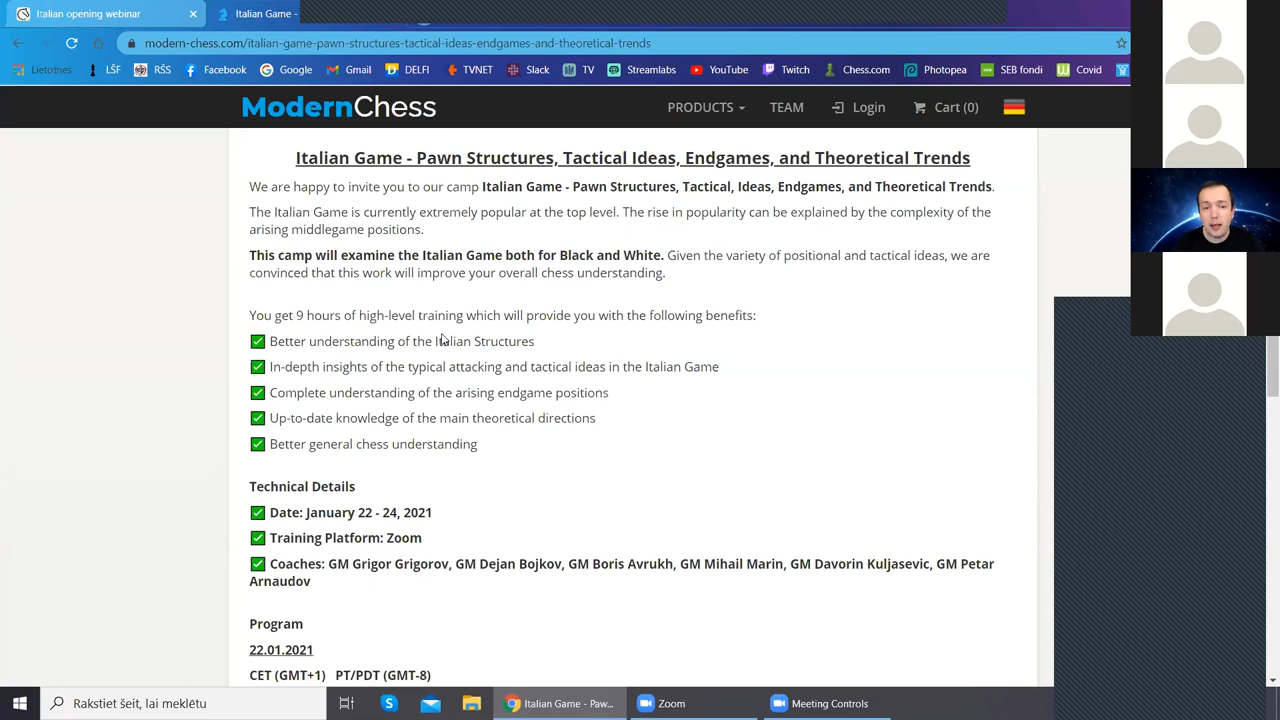 Italian opening webinar
Italian Game -
modern-chess.com/italian-game-pawn-structures-tactical-ideas-endgames-and-theoretical-trends
Lietotnes LŠF RŠS Facebook Google Gmail DELFI TVNET Slack TV Streamlabs YouTube Twitch Chess.com Photopea SEB fondi Covid
ModernChess PRODUCTS TEAM Login Cart (0)
Italian Game - Pawn Structures, Tactical Ideas, Endgames, and Theoretical Trends
We are happy to invite you to our camp Italian Game - Pawn Structures, Tactical, Ideas, Endgames, and Theoretical Trends.
The Italian Game is currently extremely popular at the top level. The rise in popularity can be explained by the complexity of the
arising middlegame positions.
This camp will examine the Italian Game both for Black and White. Given the variety of positional and tactical ideas, we are
convinced that this work will improve your overall chess understanding.
You get 9 hours of high-level training which will provide you with the following benefits:
Better understanding of the Italian Structures
In-depth insights of the typical attacking and tactical ideas in the Italian Game
Complete understanding of the arising endgame positions
Up-to-date knowledge of the main theoretical directions
Better general chess understanding
Technical Details
Date: January 22 - 24, 2021
Training Platform: Zoom
Coaches: GM Grigor Grigorov, GM Dejan Bojkov, GM Boris Avrukh, GM Mihail Marin, GM Davorin Kuljasevic, GM Petar
Arnaudov
Program
22.01.2021
CET (GMT+1) PT/PDT (GMT-8)
Rakstiet šeit, lai meklētu
Italian Game - Paw...
Zoom
Meeting Controls